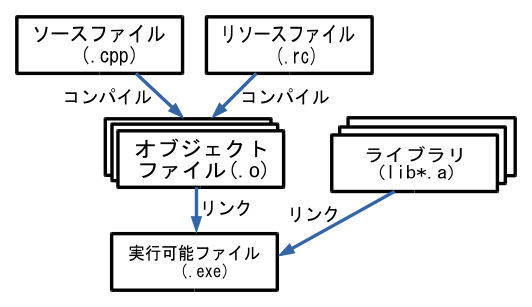 ソースファイル
(.cpp)
リソースファイル
(.rc)
コンパイル
コンパイル
オブジェクト
ファイル(.o)
ライブラリ
(lib*.a)
リンク
リンク
実行可能ファイル
(.exe)